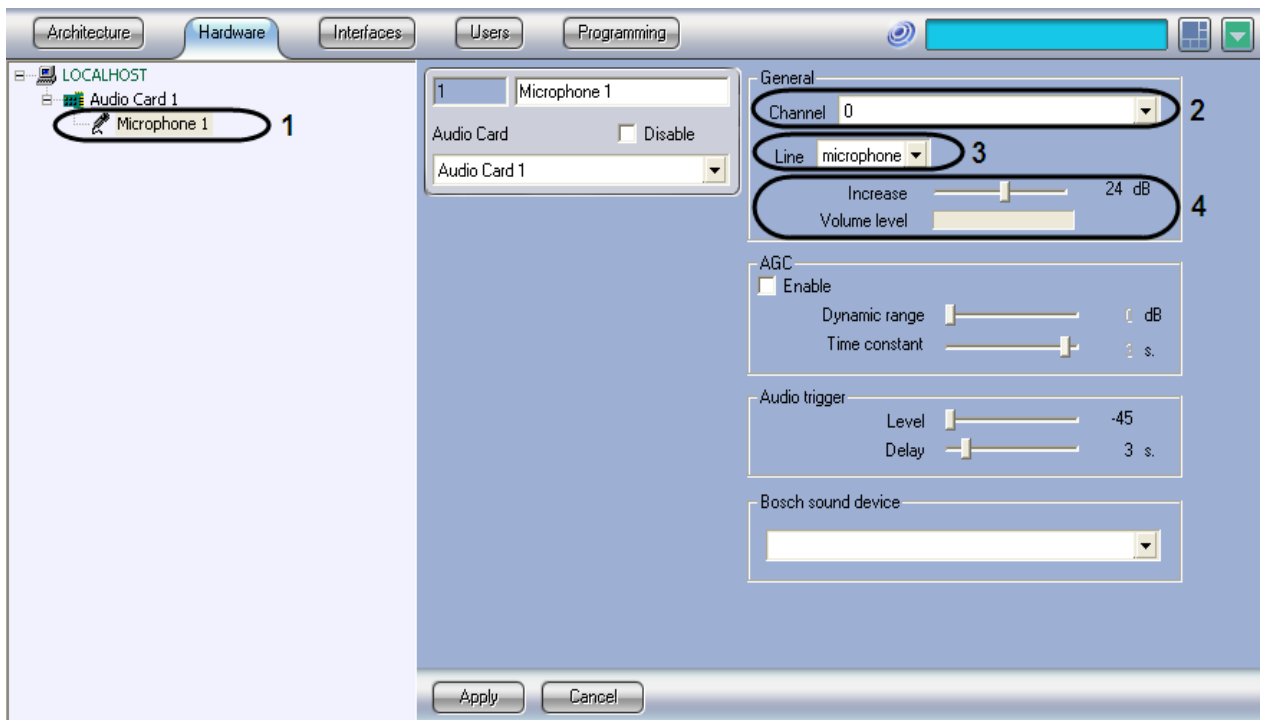 Architecture Hardware Interfaces Users Programming
LOCALHOST
Audio Card 1
Microphone 1 1
1 Microphone 1
Audio Card Disable
Audio Card 1
General
Channel 0 2
Line microphone 3
Increase 24 dB
Volume level 4
AGC
Enable
Dynamic range dB
Time constant s.
Audio trigger
Level -45
Delay 3 s.
Bosch sound device
Apply Cancel